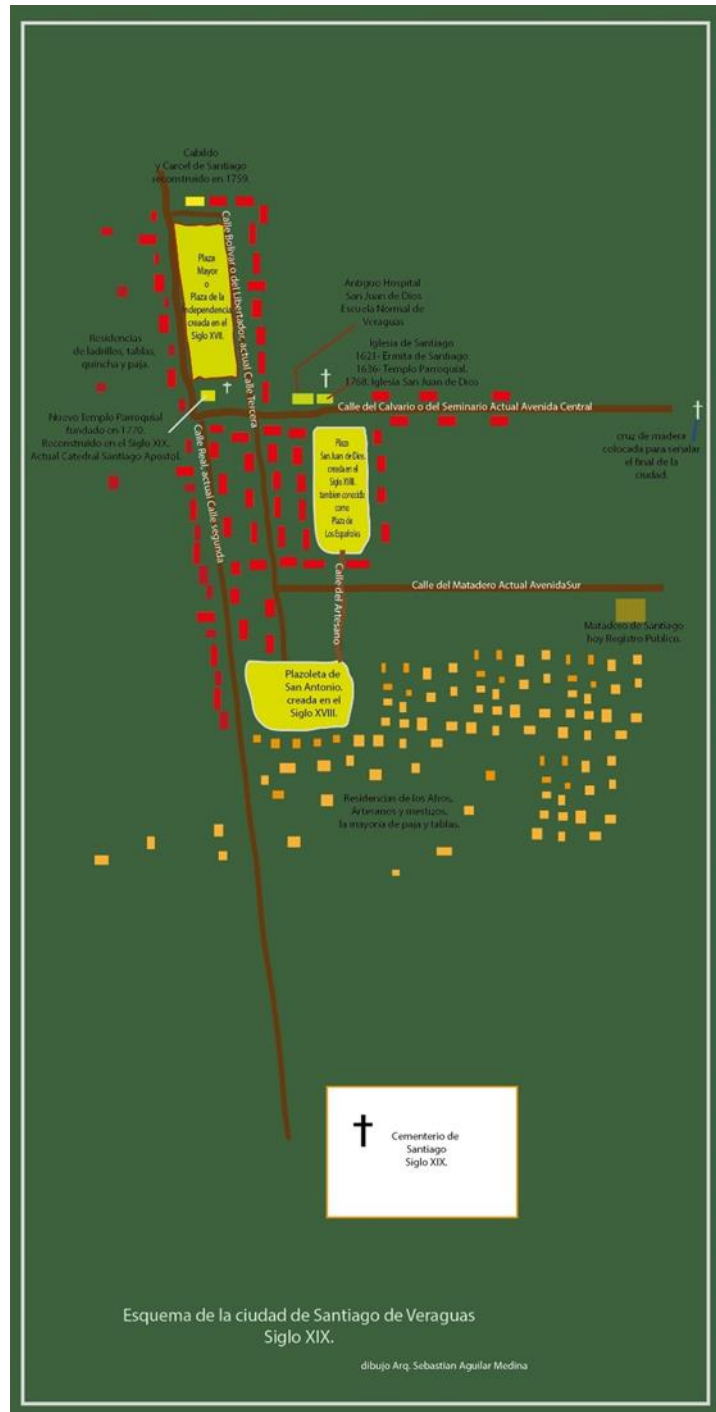 Cabildo
y Carcel de Santiago
reconstruido en 1759.
Calle Bolivar o del Libertador, actual Calle Tercera
Plaza
Mayor
o
Plaza de la
Independencia
creada en el
Siglo XVII.
Antiguo Hospital
San Juan de Dios
Escuela Normal de
Veraguas
Iglesia de Santiago
1621- Ermita de Santiago
1636- Templo Parroquial.
1768. Iglesia San Juan de Dios
Residencias
de ladrillos, tablas,
quincha y paja.
Nuevo Templo Parroquial
fundado en 1770.
Reconstruido en el Siglo XIX.
Actual Catedral Santiago Apostol.
Calle del Calvario o del Seminario Actual Avenida Central
cruz de madera
colocada para senalar
el final de la
ciudad.
Calle Real, actual Calle segunda
Plaza
San Juan de Dios.
creada en el
Siglo XVIII.
tambien conocida
como
Plaza de
Los Españoles
Calle del Artesano
Calle del Matadero Actual AvenidaSur
Matadero de Santiago
hoy Registro Publico.
Plazoleta de
San Antonio.
creada en el
Siglo XVIII.
Residencias de los Afros,
Artesanos y mestizos.
la mayoria de paja y tablas.
Cementerio de
Santiago
Siglo XIX.
Esquema de la ciudad de Santiago de Veraguas
Siglo XIX.
dibujo Arq. Sebastian Aguilar Medina